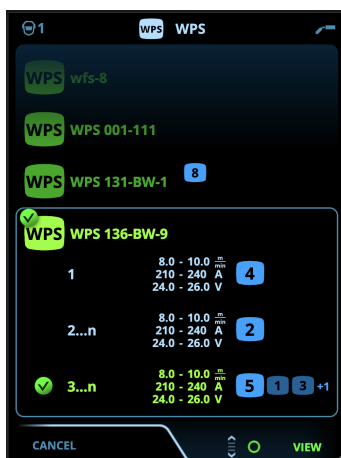 1 WPS WPS
WPS wfs-8
WPS WPS 001-111
WPS WPS 131-BW-1 8
WPS WPS 136-BW-9
1 8.0 - 10.0 m/min 4
210 - 240 A
24.0 - 26.0 V
2...n 8.0 - 10.0 m/min 2
210 - 240 A
24.0 - 26.0 V
3...n 8.0 - 10.0 m/min 5 1 3 +1
210 - 240 A
24.0 - 26.0 V
CANCEL VIEW